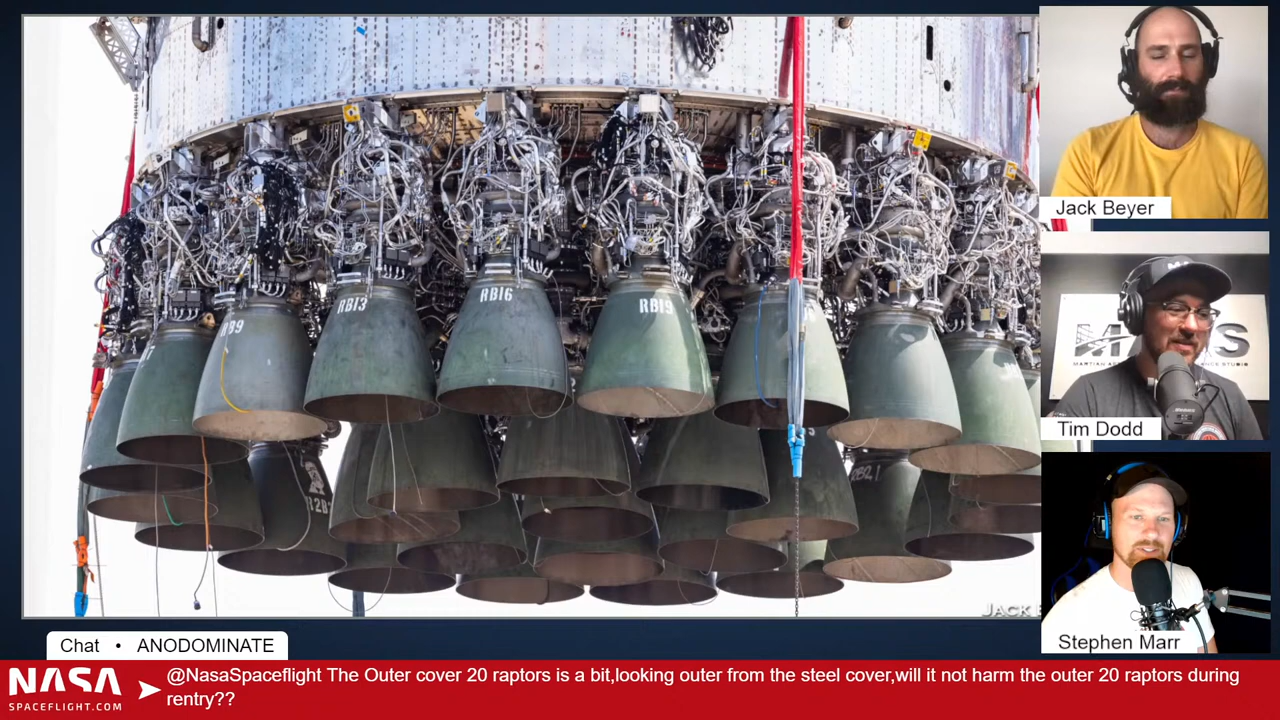 RB9
RB13
RB16
RB19
Jack Beyer
Tim Dodd
Stephen Marr
Chat • ANODOMINATE
NASA
SPACEFLIGHT.COM
@NasaSpaceflight The Outer cover 20 raptors is a bit,looking outer from the steel cover,will it not harm the outer 20 raptors during
rentry??